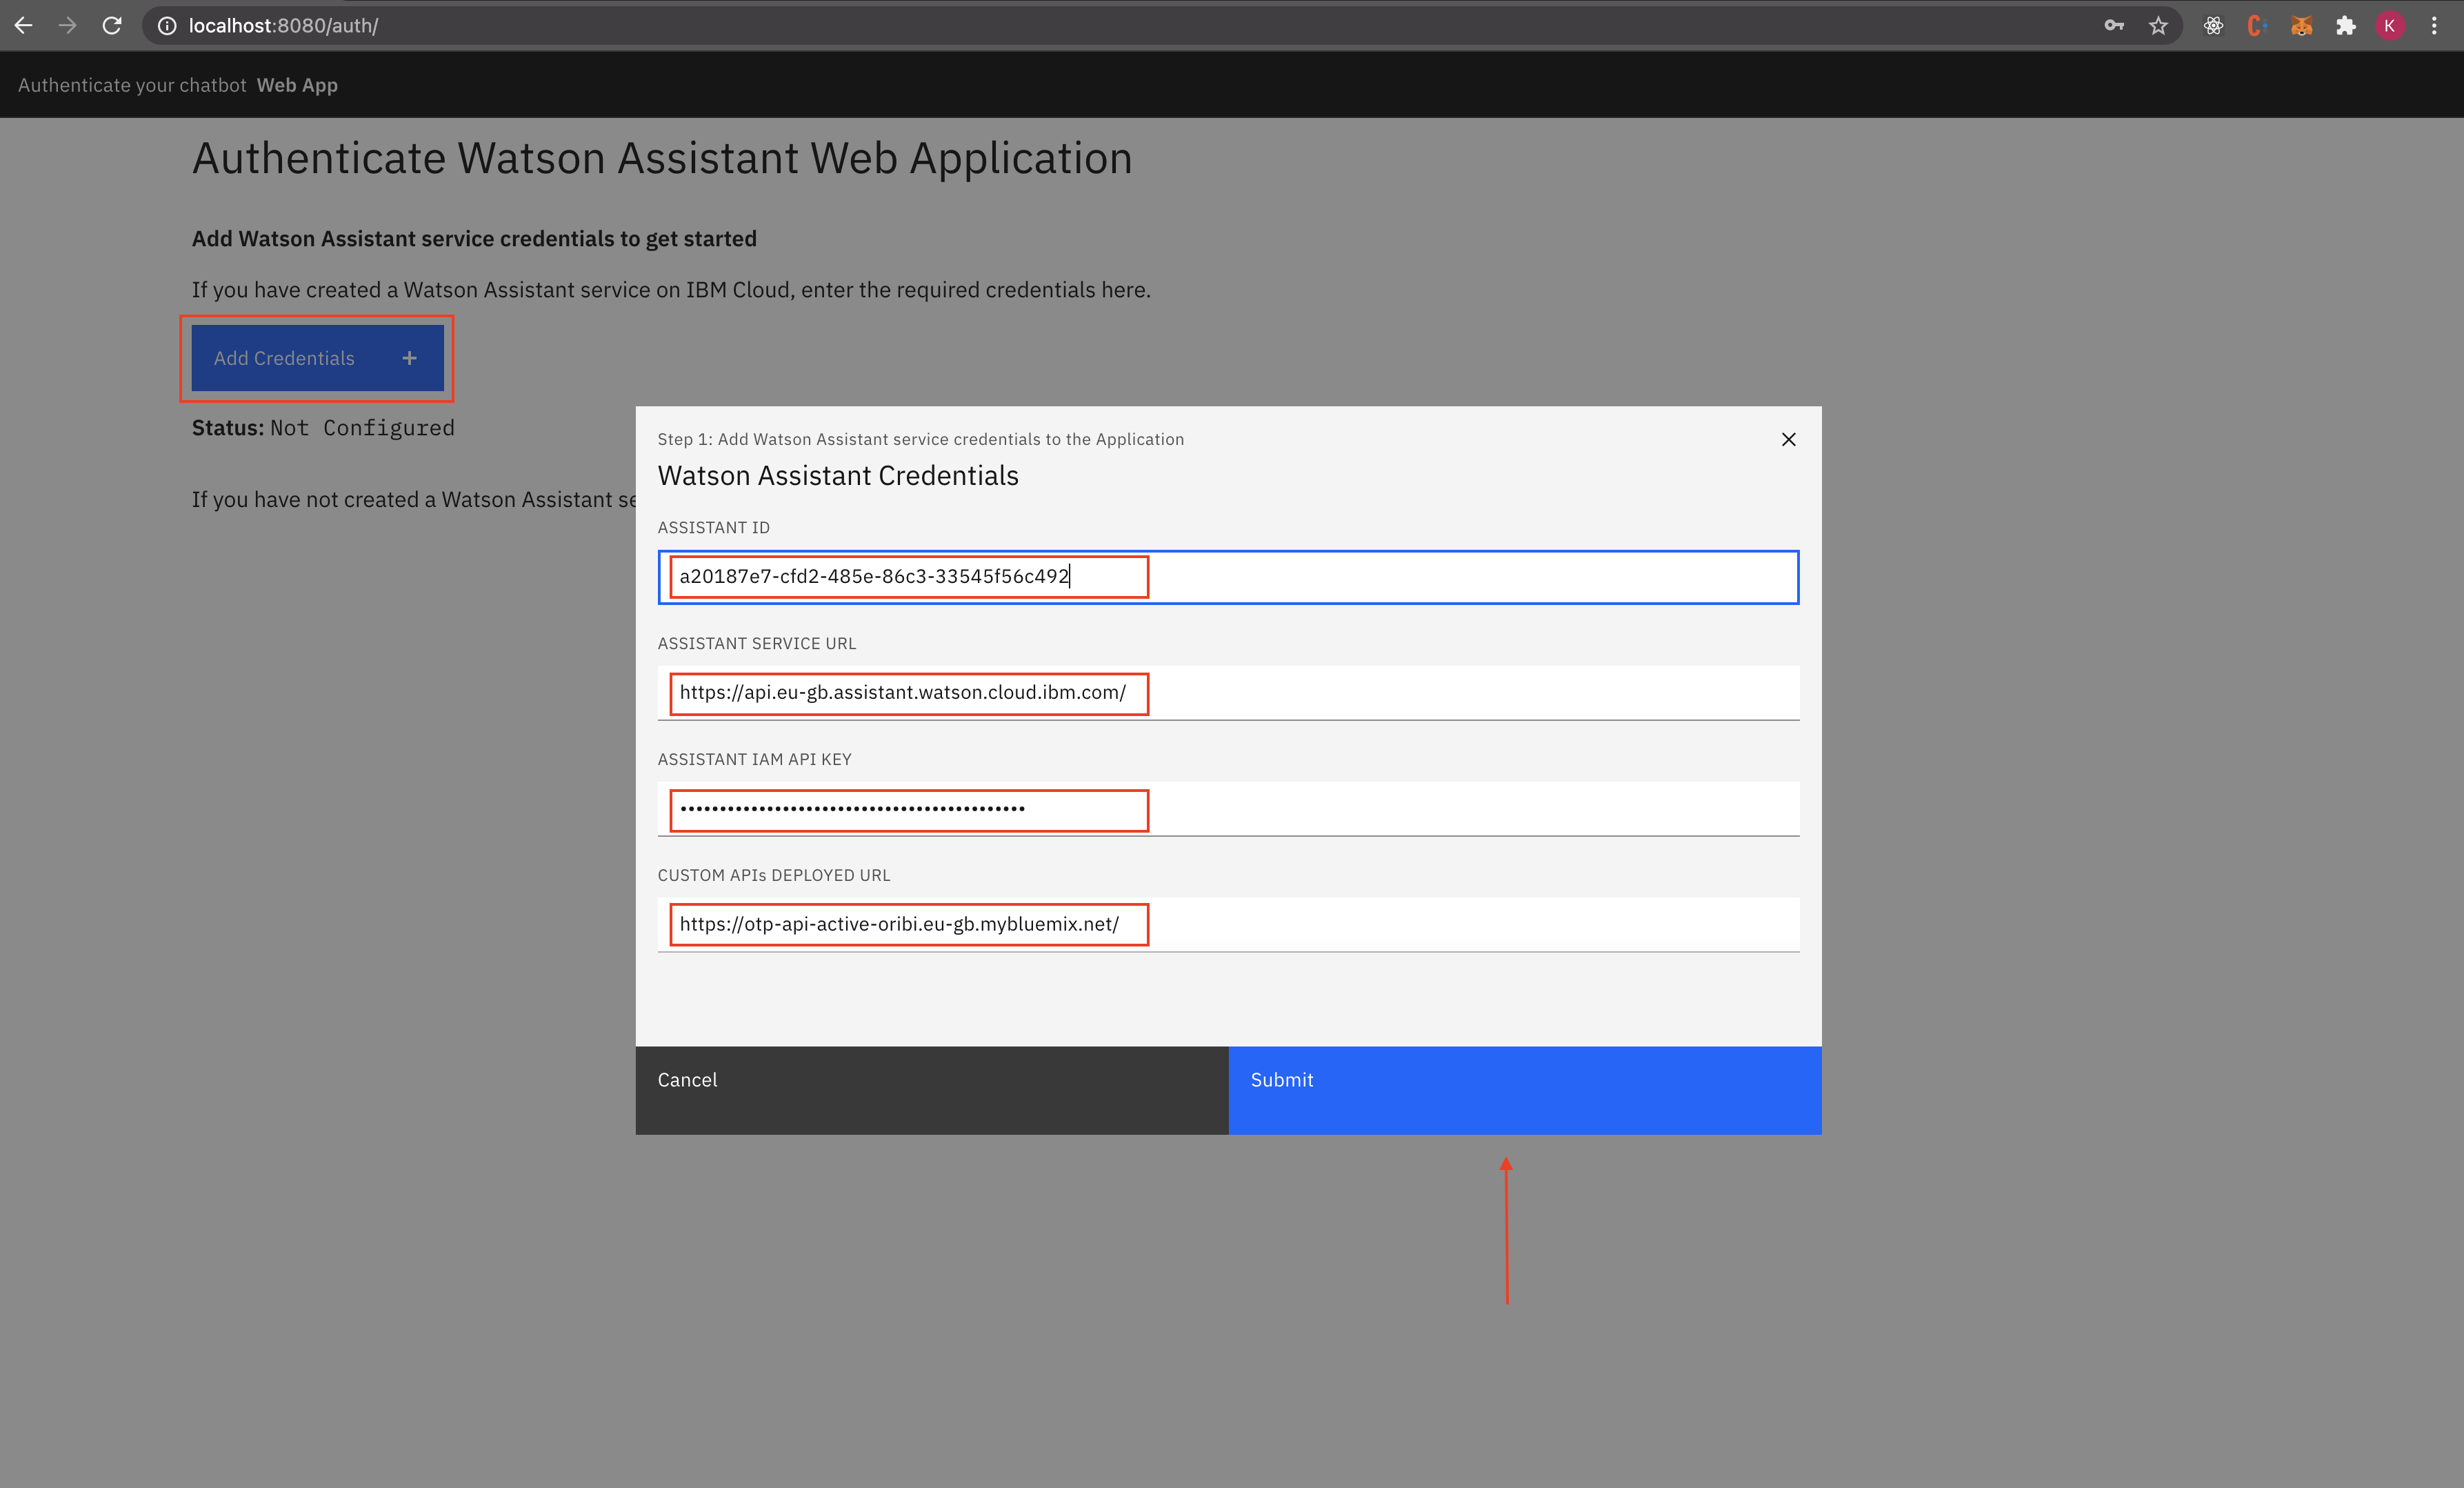 localhost:8080/auth/
K
Authenticate your chatbot Web App
Authenticate Watson Assistant Web Application
Add Watson Assistant service credentials to get started
If you have created a Watson Assistant service on IBM Cloud, enter the required credentials here.
Add Credentials +
Status: Not Configured
If you have not created a Watson Assistant se
Step 1: Add Watson Assistant service credentials to the Application
Watson Assistant Credentials
ASSISTANT ID
a20187e7-cfd2-485e-86c3-33545f56c492
ASSISTANT SERVICE URL
https://api.eu-gb.assistant.watson.cloud.ibm.com/
ASSISTANT IAM API KEY
••••••••••••••••••••••••••••••••••••••••••••
CUSTOM APIs DEPLOYED URL
https://otp-api-active-oribi.eu-gb.mybluemix.net/
Cancel
Submit